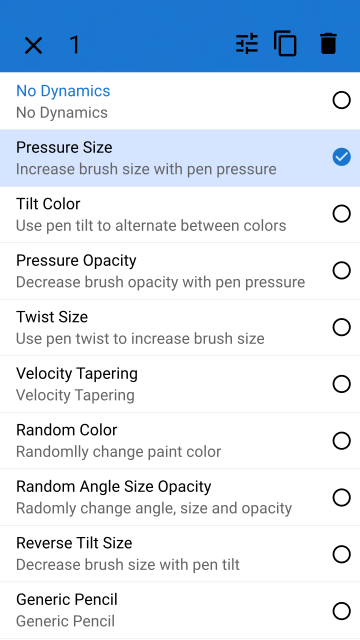 1
No Dynamics
No Dynamics
Pressure Size
Increase brush size with pen pressure
Tilt Color
Use pen tilt to alternate between colors
Pressure Opacity
Decrease brush opacity with pen pressure
Twist Size
Use pen twist to increase brush size
Velocity Tapering
Velocity Tapering
Random Color
Randomlly change paint color
Random Angle Size Opacity
Radomly change angle, size and opacity
Reverse Tilt Size
Decrease brush size with pen tilt
Generic Pencil
Generic Pencil